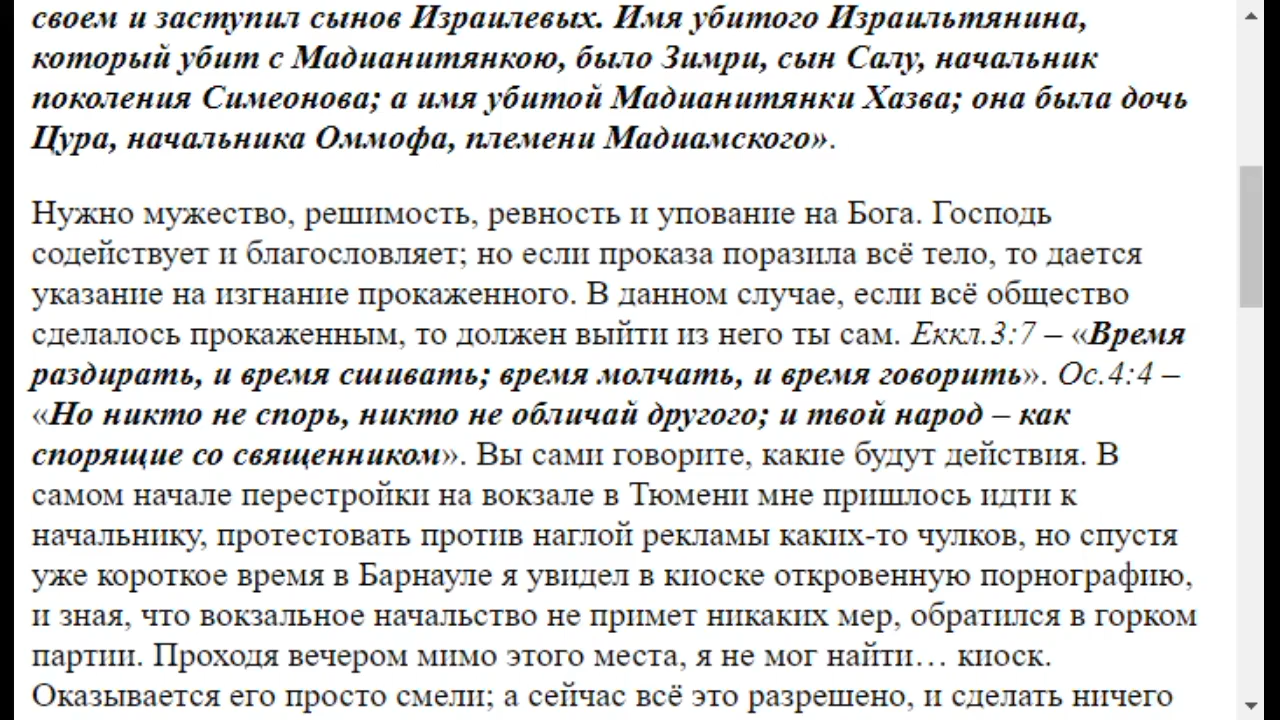 своем и заступил сынов Израилевых. Имя убитого Израильтянина,
который убит с Мадианитянкою, было Зимри, сын Салу, начальник
поколения Симеонова; а имя убитой Мадианитянки Хазва; она была дочь
Цура, начальника Оммофа, племени Мадиамского».
Нужно мужество, решимость, ревность и упование на Бога. Господь
содействует и благословляет; но если проказа поразила всё тело, то дается
указание на изгнание прокаженного. В данном случае, если всё общество
сделалось прокаженным, то должен выйти из него ты сам. Еккл.3:7 – «Время
раздирать, и время сшивать; время молчать, и время говорить». Ос.4:4 –
«Но никто не спорь, никто не обличай другого; и твой народ – как
спорящие со священником». Вы сами говорите, какие будут действия. В
самом начале перестройки на вокзале в Тюмени мне пришлось идти к
начальнику, протестовать против наглой рекламы каких-то чулков, но спустя
уже короткое время в Барнауле я увидел в киоске откровенную порнографию,
и зная, что вокзальное начальство не примет никаких мер, обратился в горком
партии. Проходя вечером мимо этого места, я не мог найти… киоск.
Оказывается его просто смели; а сейчас всё это разрешено, и сделать ничего